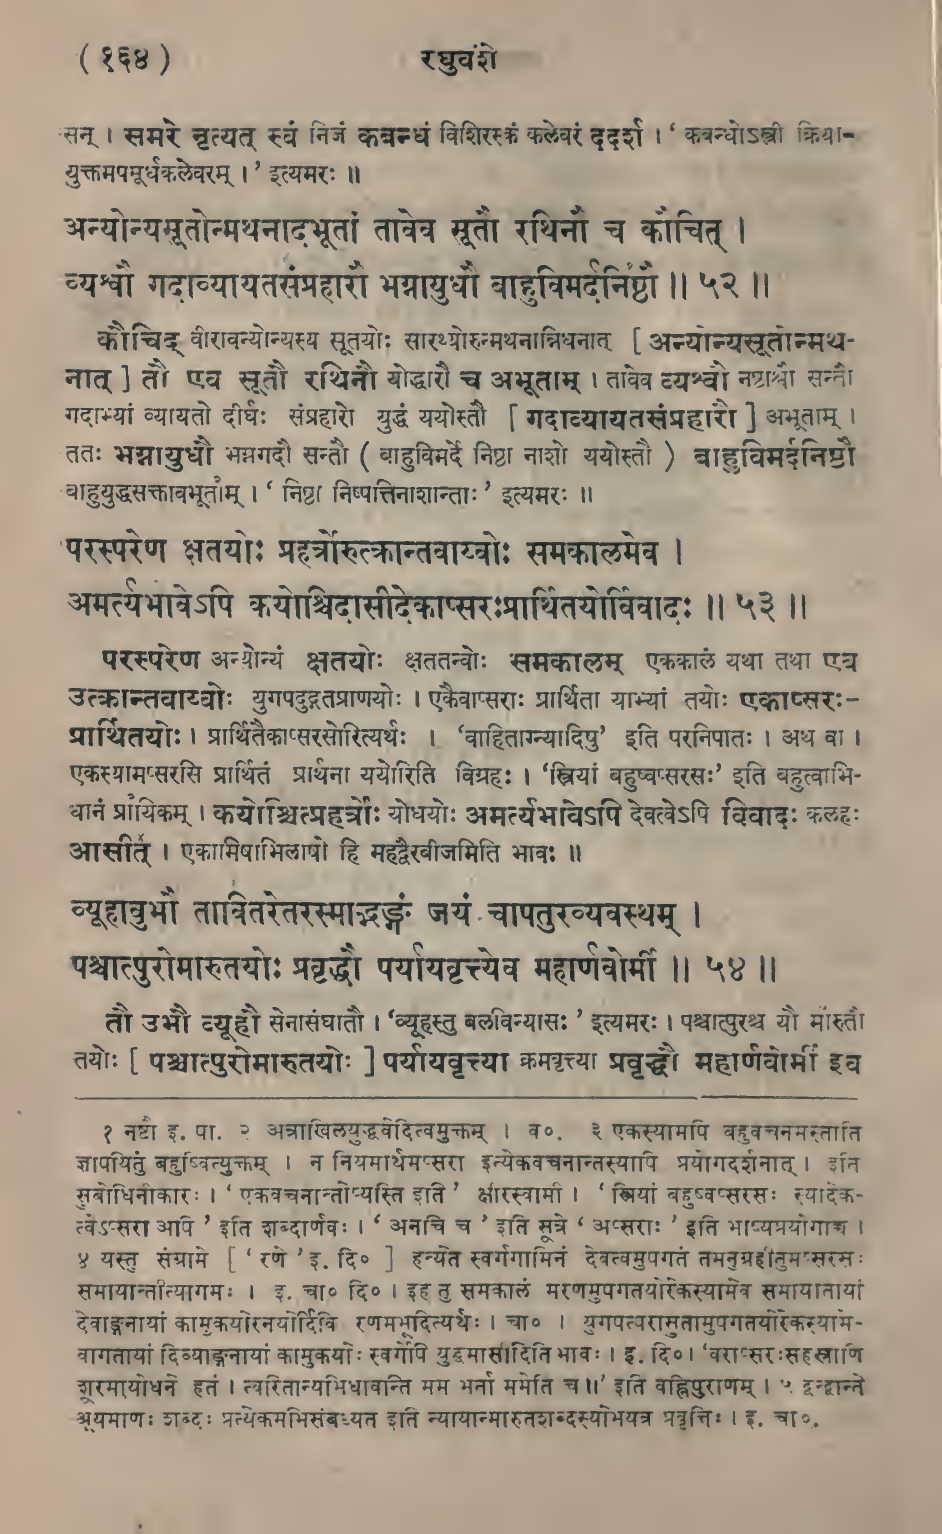 ( १६४ ) रघुवंशे
सन् । समरे नृत्यत् स्वं निजं कबन्धं विशिरस्कं कलेवरं ददर्श । ‘ कबन्धोऽस्त्री क्रिया-
युक्तमपमूर्धकलेवरम् ।’ इत्यमरः ॥
अन्योन्यसूतोन्मथनादभूतां तावेव सूतौ रथिनौ च कौचित् ।
व्यश्वौ गदाव्यायतसंप्रहारौ भग्नायुधौ बाहुविमर्दनिष्ठौ ॥ ५२ ॥
कौचिद् वीरावन्योन्यस्य सूतयोः सारथ्योरुन्मथनान्निधनात् [ अन्योन्यसूतोन्मथ-
नात् ] तौ एव सूतौ रथिनौ योद्धारौ च अभूताम् । तावेव व्यश्वौ नष्टाश्वौ सन्तौ
गदाभ्यां व्यायतो दीर्घः संप्रहारो युद्धं ययोस्तौ [ गदाव्यायतसंप्रहारौ ] अभूताम् ।
ततः भग्नायुधौ भग्नगदौ सन्तौ ( बाहुविमर्दे निष्ठा नाशो ययोस्तौ ) बाहुविमर्दनिष्ठौ
बाहुयुद्धसक्तावभूताम् । ‘ निष्ठा निष्पत्तिनाशान्ताः ’ इत्यमरः ॥
परस्परेण क्षतयोः प्रहर्त्रोरुत्क्रान्तवाय्वोः समकालमेव ।
अमर्त्यभावेऽपि कयोश्चिदासीदेकाप्सरःप्रार्थितयोर्विवादः ॥ ५३ ॥
परस्परेण अन्योन्यं क्षतयोः क्षततन्वोः समकालम् एककालं यथा तथा एव
उत्क्रान्तवाय्वोः युगपदुद्गतप्राणयोः । एकैवाप्सराः प्रार्थिता याभ्यां तयोः एकाप्सरः-
प्रार्थितयोः । प्रार्थितैकाप्सरसोरित्यर्थः । ‘वाहिताग्न्यादिषु’ इति परनिपातः । अथ वा ।
एकस्यामप्सरसि प्रार्थितं प्रार्थना ययोरिति विग्रहः । ‘स्त्रियां बहुष्वप्सरसः’ इति बहुत्वाभि-
धानं प्रायिकम् । कयोश्चित्प्रहर्त्रोः योधयोः अमर्त्यभावेऽपि देवत्वेऽपि विवादः कलहः
आसीत् । एकामिषाभिलाषो हि महद्वैरबीजमिति भावः ॥
व्यूहावुभौ तावितरेतरस्माद्भङ्गं जयं चापतुरव्यवस्थम् ।
पश्चात्पुरोमारुतयोः प्रवृद्धौ पर्यायवृत्त्येव महार्णवोर्मी ॥ ५४ ॥
तौ उभौ व्यूहौ सेनासंघातौ । ‘व्यूहस्तु बलविन्यासः ’ इत्यमरः । पश्चात्पुरश्च यौ मारुतौ
तयोः [ पश्चात्पुरोमारुतयोः ] पर्यायवृत्त्या क्रमवृत्त्या प्रवृद्धौ महार्णवोर्मी इव
१ नष्टौ इ. पा. २ अत्राखिलयुद्धवेदित्वमुक्तम् । व०. ३ एकस्यामपि बहुवचनमस्तीति
ज्ञापयितुं बहुष्वित्युक्तम् । न नियमार्थमप्सरा इत्येकवचनान्तस्यापि प्रयोगदर्शनात् । इति
सुबोधिनीकारः । ‘ एकवचनान्तोऽप्यस्ति इति ’ क्षीरस्वामी । ‘ स्त्रियां बहुष्वप्सरसः स्यादेक-
त्वेऽप्सरा अपि ’ इति शब्दार्णवः । ‘ अनचि च ’ इति सूत्रे ‘ अप्सराः ’ इति भाष्यप्रयोगाच्च ।
४ यस्तु संग्रामे [ ‘ रणे ’ इ. दि० ] हन्येत स्वर्गगामिनं देवत्वमुपगतं तमनुग्रहीतुमप्सरसः
समायान्तीत्यागमः । इ. चा० दि० । इह तु समकालं मरणमुपगतयोरेकस्यामेव समायातायां
देवाङ्गनायां कामुकयोरनयोर्दिवि रणमभूदित्यर्थः । चा० । युगपत्परासुतामुपगतयोरेकस्यामे-
वागतायां दिव्याङ्गनायां कामुकयोः स्वर्गेपि युद्धमासीदिति भावः । इ. दि० । ‘वराप्सरःसहस्राणि
शूरमायोधने हतं । त्वरितान्यभिधावन्ति मम भर्ता ममेति च ॥’ इति वह्निपुराणम् । ५ द्वन्द्वान्ते
श्रूयमाणः शब्दः प्रत्येकमभिसंबध्यत इति न्यायान्मारुतशब्दस्योभयत्र प्रवृत्तिः । इ. चा०.